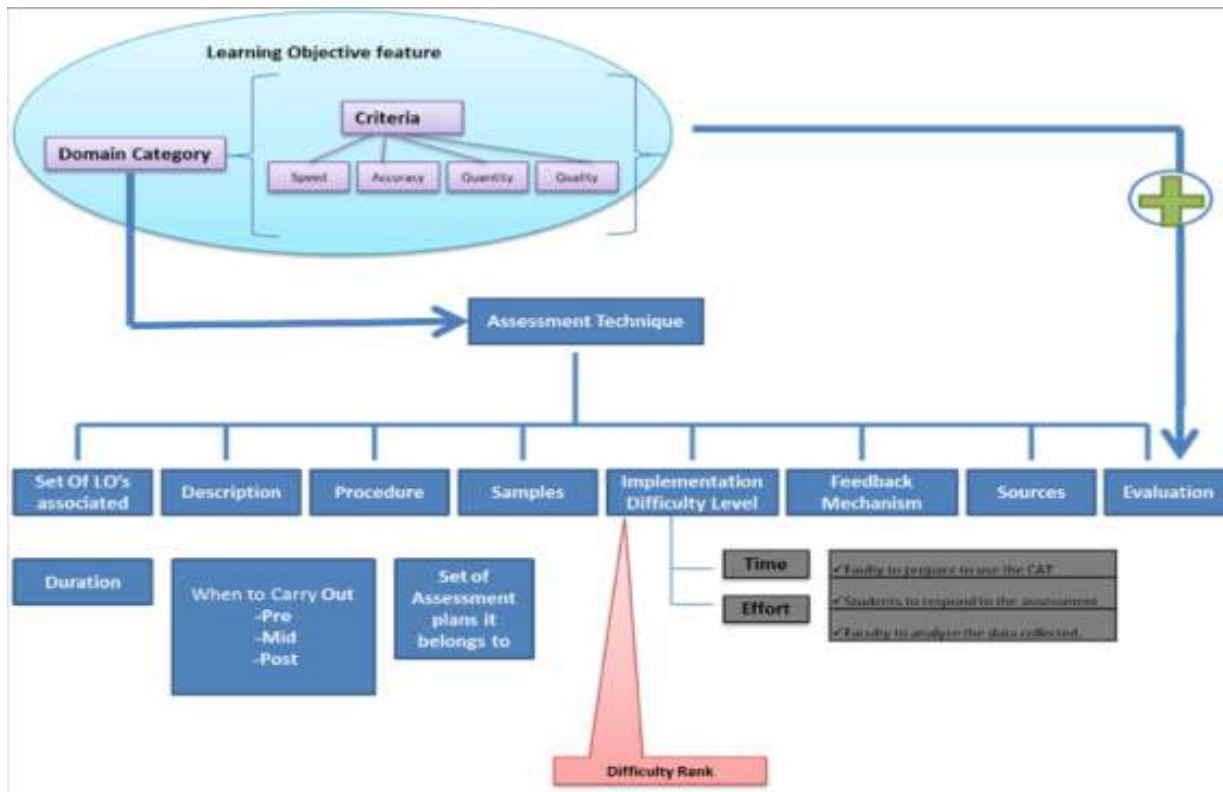 Learning Objective feature
Criteria
Domain Category
Speed
Accuracy
Quantity
Quality
Assessment Technique
Set Of LO's
associated
Description
Procedure
Samples
Implementation
Difficulty Level
Feedback
Mechanism
Sources
Evaluation
Duration
When to Carry Out
-Pre
-Mid
-Post
Set of
Assessment
plans it
belongs to
Time
Effort
✓Faulty to prepare to use the CAT
✓Students to respond to the assessment
✓Faculty to analyze the data collected.
Difficulty Rank